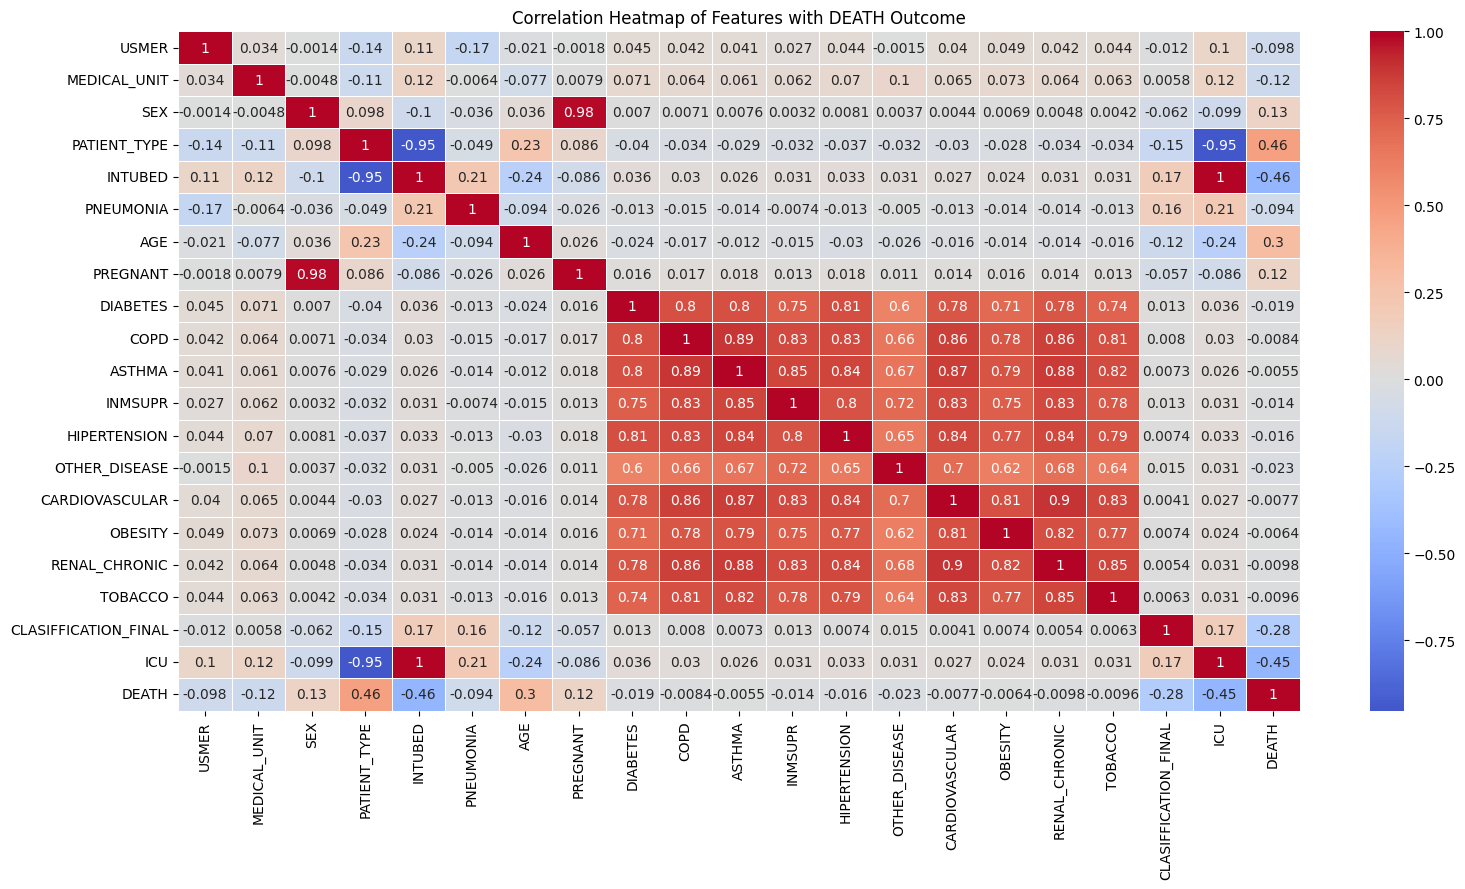 Correlation Heatmap of Features with DEATH Outcome
USMER 1 0.034 -0.0014 -0.14 0.11 -0.17 -0.021 -0.0018 0.045 0.042 0.041 0.027 0.044 -0.0015 0.04 0.049 0.042 0.044 -0.012 0.1 -0.098
MEDICAL_UNIT 0.034 1 -0.0048 -0.11 0.12 -0.0064 -0.077 0.0079 0.071 0.064 0.061 0.062 0.07 0.1 0.065 0.073 0.064 0.063 0.0058 0.12 -0.12
SEX -0.0014 -0.0048 1 0.098 -0.1 -0.036 0.036 0.98 0.007 0.0071 0.0076 0.0032 0.0081 0.0037 0.0044 0.0069 0.0048 0.0042 -0.062 -0.099 0.13
PATIENT_TYPE -0.14 -0.11 0.098 1 -0.95 -0.049 0.23 0.086 -0.04 -0.034 -0.029 -0.032 -0.037 -0.032 -0.03 -0.028 -0.034 -0.034 -0.15 -0.95 0.46
INTUBED 0.11 0.12 -0.1 -0.95 1 0.21 -0.24 -0.086 0.036 0.03 0.026 0.031 0.033 0.031 0.027 0.024 0.031 0.031 0.17 1 -0.46
PNEUMONIA -0.17 -0.0064 -0.036 -0.049 0.21 1 -0.094 -0.026 -0.013 -0.015 -0.014 -0.0074 -0.013 -0.005 -0.013 -0.014 -0.014 -0.013 0.16 0.21 -0.094
AGE -0.021 -0.077 0.036 0.23 -0.24 -0.094 1 0.026 -0.024 -0.017 -0.012 -0.015 -0.03 -0.026 -0.016 -0.014 -0.014 -0.016 -0.12 -0.24 0.3
PREGNANT -0.0018 0.0079 0.98 0.086 -0.086 -0.026 0.026 1 0.016 0.017 0.018 0.013 0.018 0.011 0.014 0.016 0.014 0.013 -0.057 -0.086 0.12
DIABETES 0.045 0.071 0.007 -0.04 0.036 -0.013 -0.024 0.016 1 0.8 0.8 0.75 0.81 0.6 0.78 0.71 0.78 0.74 0.013 0.036 -0.019
COPD 0.042 0.064 0.0071 -0.034 0.03 -0.015 -0.017 0.017 0.8 1 0.89 0.83 0.83 0.66 0.86 0.78 0.86 0.81 0.008 0.03 -0.0084
ASTHMA 0.041 0.061 0.0076 -0.029 0.026 -0.014 -0.012 0.018 0.8 0.89 1 0.85 0.84 0.67 0.87 0.79 0.88 0.82 0.0073 0.026 -0.0055
INMSUPR 0.027 0.062 0.0032 -0.032 0.031 -0.0074 -0.015 0.013 0.75 0.83 0.85 1 0.8 0.72 0.83 0.75 0.83 0.78 0.013 0.031 -0.014
HIPERTENSION 0.044 0.07 0.0081 -0.037 0.033 -0.013 -0.03 0.018 0.81 0.83 0.84 0.8 1 0.65 0.84 0.77 0.84 0.79 0.0074 0.033 -0.016
OTHER_DISEASE -0.0015 0.1 0.0037 -0.032 0.031 -0.005 -0.026 0.011 0.6 0.66 0.67 0.72 0.65 1 0.7 0.62 0.68 0.64 0.015 0.031 -0.023
CARDIOVASCULAR 0.04 0.065 0.0044 -0.03 0.027 -0.013 -0.016 0.014 0.78 0.86 0.87 0.83 0.84 0.7 1 0.81 0.9 0.83 0.0041 0.027 -0.0077
OBESITY 0.049 0.073 0.0069 -0.028 0.024 -0.014 -0.014 0.016 0.71 0.78 0.79 0.75 0.77 0.62 0.81 1 0.82 0.77 0.0074 0.024 -0.0064
RENAL_CHRONIC 0.042 0.064 0.0048 -0.034 0.031 -0.014 -0.014 0.014 0.78 0.86 0.88 0.83 0.84 0.68 0.9 0.82 1 0.85 0.0054 0.031 -0.0098
TOBACCO 0.044 0.063 0.0042 -0.034 0.031 -0.013 -0.016 0.013 0.74 0.81 0.82 0.78 0.79 0.64 0.83 0.77 0.85 1 0.0063 0.031 -0.0096
CLASIFFICATION_FINAL -0.012 0.0058 -0.062 -0.15 0.17 0.16 -0.12 -0.057 0.013 0.008 0.0073 0.013 0.0074 0.015 0.0041 0.0074 0.0054 0.0063 1 0.17 -0.28
ICU 0.1 0.12 -0.099 -0.95 1 0.21 -0.24 -0.086 0.036 0.03 0.026 0.031 0.033 0.031 0.027 0.024 0.031 0.031 0.17 1 -0.45
DEATH -0.098 -0.12 0.13 0.46 -0.46 -0.094 0.3 0.12 -0.019 -0.0084 -0.0055 -0.014 -0.016 -0.023 -0.0077 -0.0064 -0.0098 -0.0096 -0.28 -0.45 1
USMER
MEDICAL_UNIT
SEX
PATIENT_TYPE
INTUBED
PNEUMONIA
AGE
PREGNANT
DIABETES
COPD
ASTHMA
INMSUPR
HIPERTENSION
OTHER_DISEASE
CARDIOVASCULAR
OBESITY
RENAL_CHRONIC
TOBACCO
CLASIFFICATION_FINAL
ICU
DEATH
1.00
0.75
0.50
0.25
0.00
−0.25
−0.50
−0.75